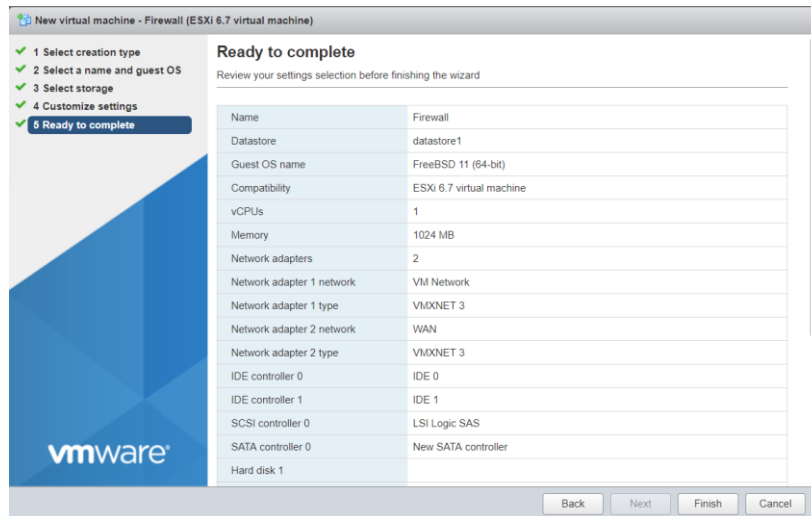 New virtual machine - Firewall (ESXi 6.7 virtual machine)
1 Select creation type
2 Select a name and guest OS
3 Select storage
4 Customize settings
5 Ready to complete
vmware®
Ready to complete
Review your settings selection before finishing the wizard
Name Firewall
Datastore datastore1
Guest OS name FreeBSD 11 (64-bit)
Compatibility ESXi 6.7 virtual machine
vCPUs 1
Memory 1024 MB
Network adapters 2
Network adapter 1 network VM Network
Network adapter 1 type VMXNET 3
Network adapter 2 network WAN
Network adapter 2 type VMXNET 3
IDE controller 0 IDE 0
IDE controller 1 IDE 1
SCSI controller 0 LSI Logic SAS
SATA controller 0 New SATA controller
Hard disk 1
Back Next Finish Cancel